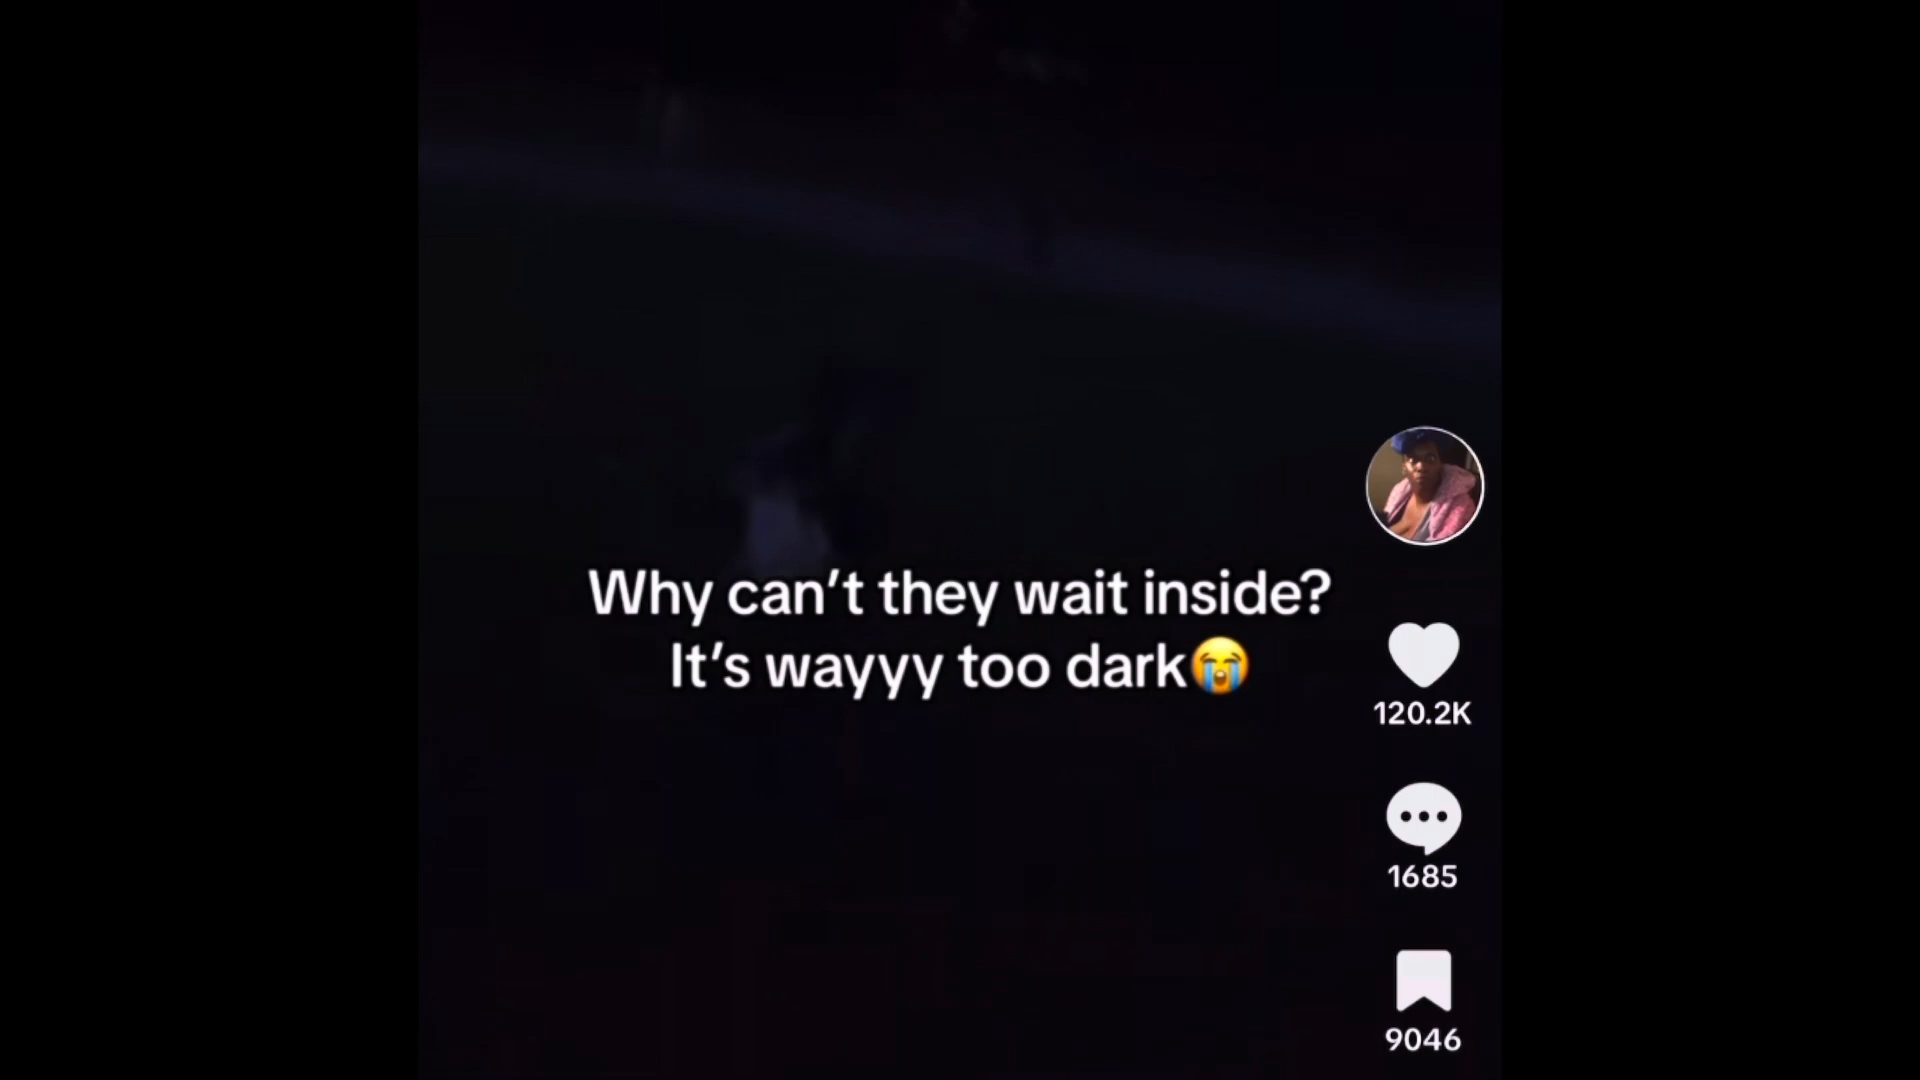 Why can’t they wait inside?
It’s wayyy too dark😭
120.2K
1685
9046